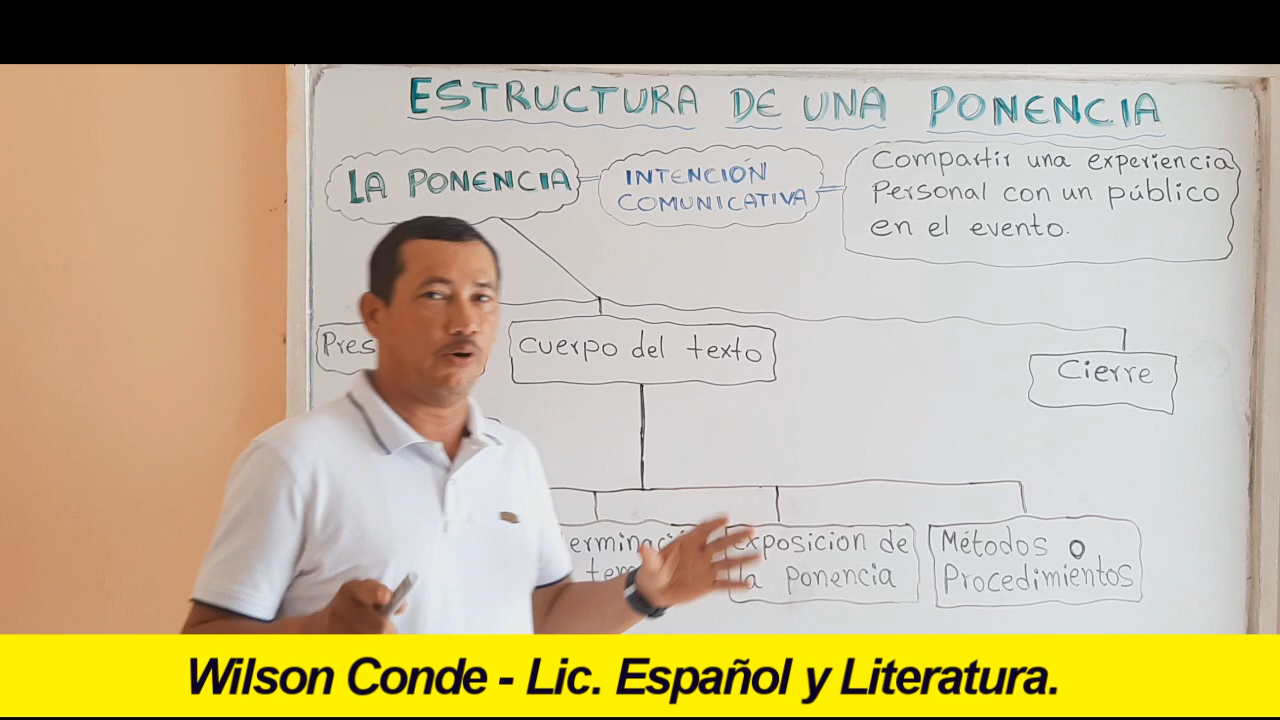 ESTRUCTURA DE UNA PONENCIA
LA PONENCIA
INTENCIÓN
COMUNICATIVA
Compartir una experiencia
Personal con un público
en el evento.
cuerpo del texto
Cierre
exposicion de
la ponencia
Métodos o
Procedimientos
Wilson Conde - Lic. Español y Literatura.